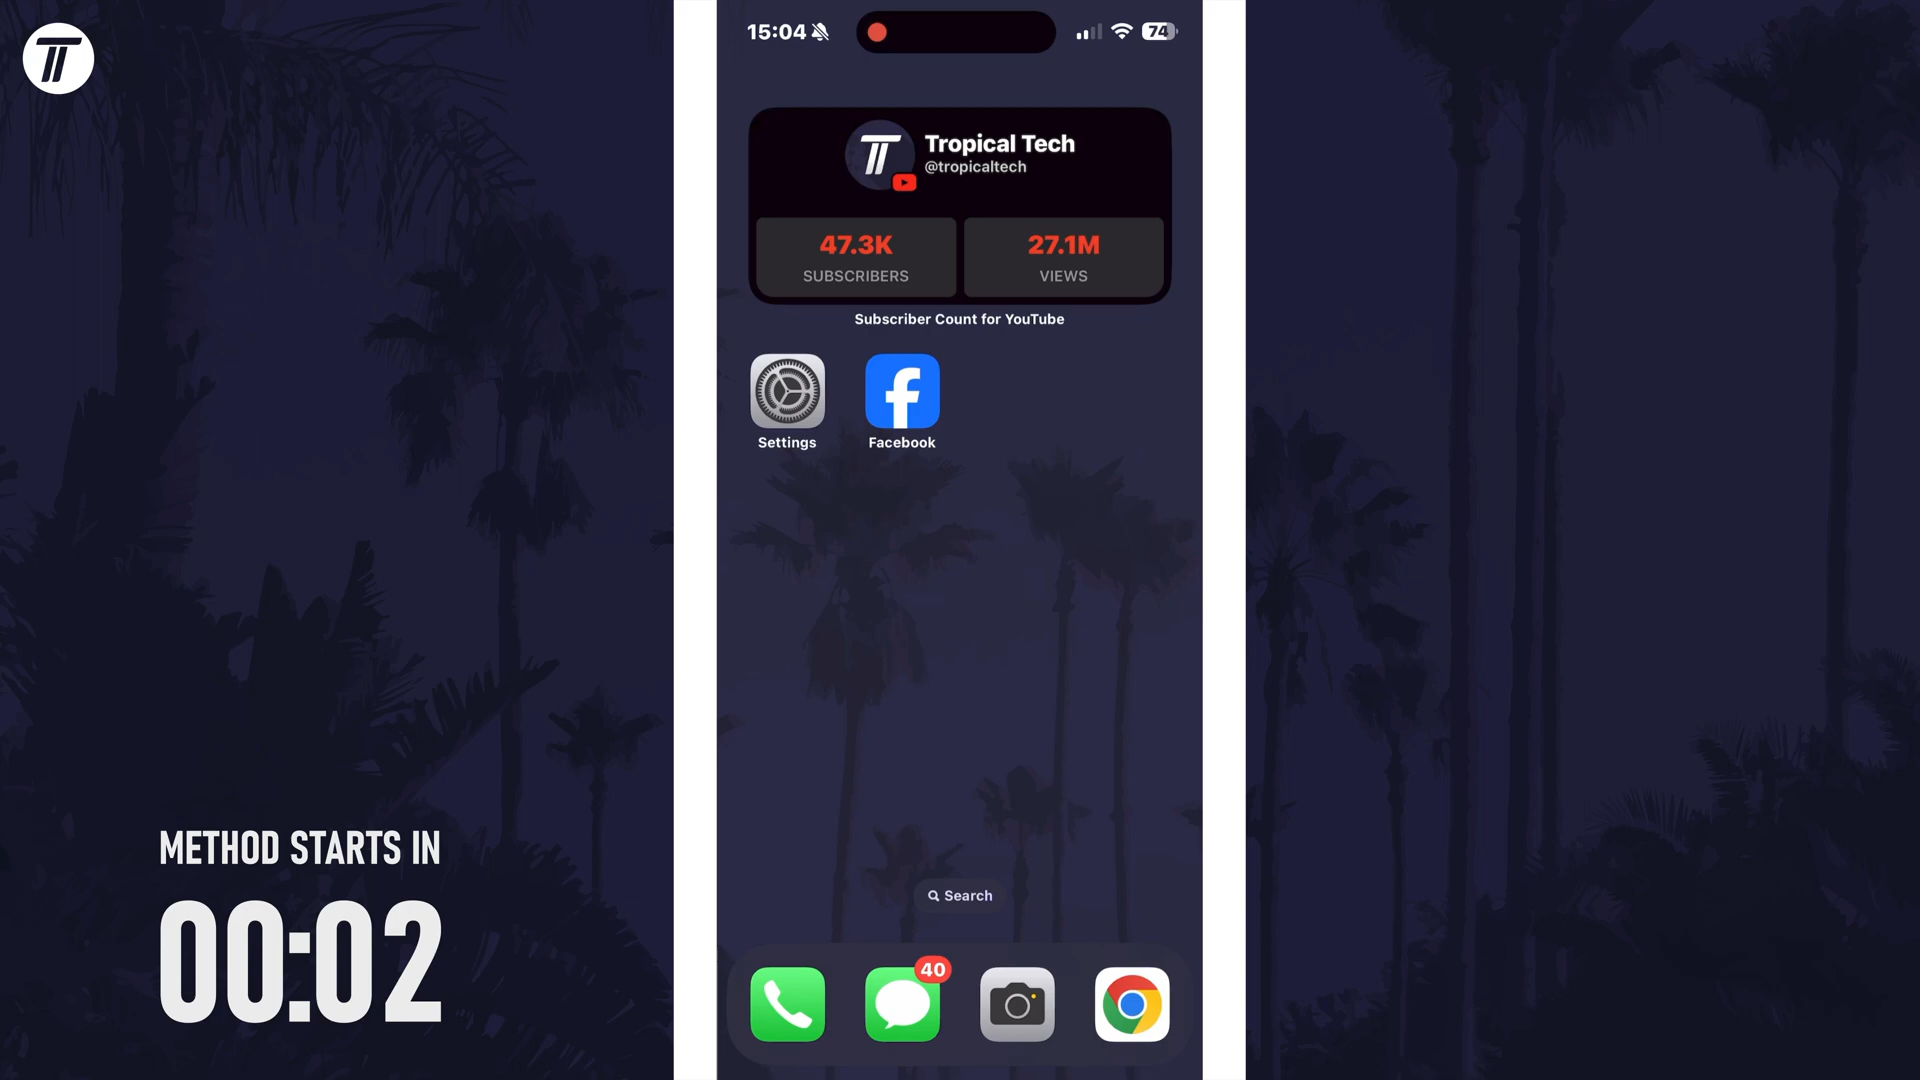 15:04
74
Tropical Tech
@tropicaltech
47.3K
SUBSCRIBERS
27.1M
VIEWS
Subscriber Count for YouTube
Settings
Facebook
METHOD STARTS IN
00:02
Search
40